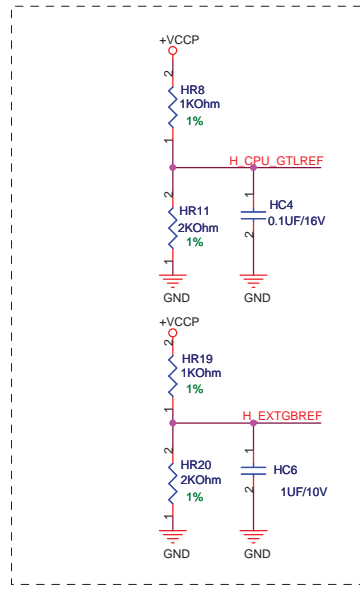 +VCCP
2
HR8
1KOhm
1%
1
H_CPU_GTLREF
2
HR11
2KOhm
1%
1
1
HC4
0.1UF/16V
2
GND
GND
+VCCP
2
HR19
1KOhm
1%
1
H_EXTGBREF
2
HR20
2KOhm
1%
1
1
HC6
1UF/10V
2
GND
GND